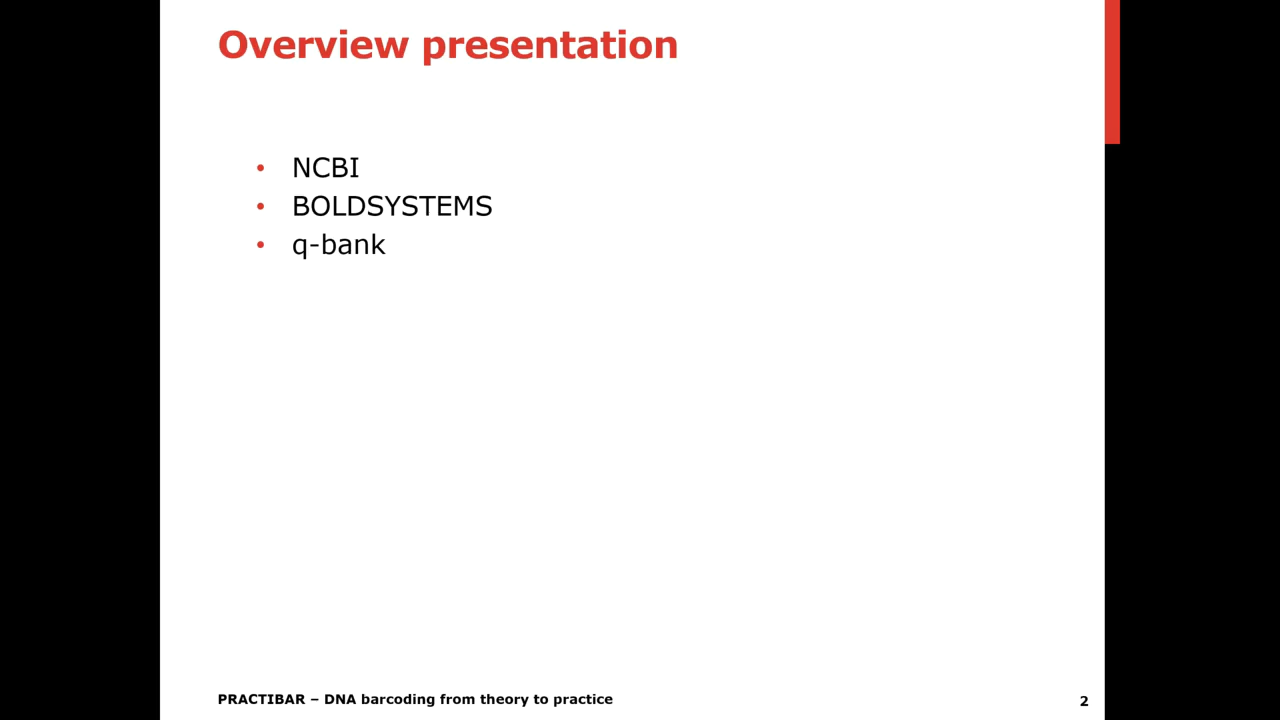 Overview presentation
• NCBI
• BOLDSYSTEMS
• q-bank
PRACTIBAR – DNA barcoding from theory to practice
2